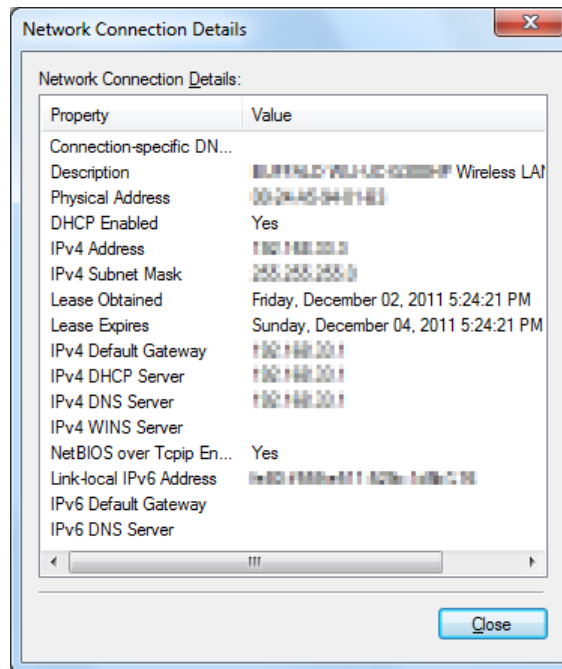 Network Connection Details
Network Connection Details:
Property Value
Connection-specific DN...
Description Wireless LAN
Physical Address
DHCP Enabled Yes
IPv4 Address
IPv4 Subnet Mask
Lease Obtained Friday, December 02, 2011 5:24:21 PM
Lease Expires Sunday, December 04, 2011 5:24:21 PM
IPv4 Default Gateway
IPv4 DHCP Server
IPv4 DNS Server
IPv4 WINS Server
NetBIOS over Tcpip En... Yes
Link-local IPv6 Address
IPv6 Default Gateway
IPv6 DNS Server
Close